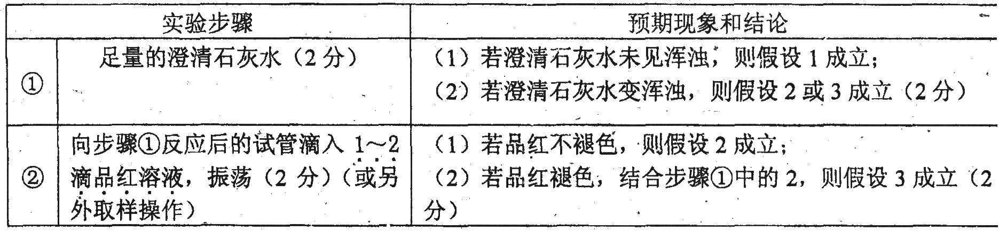 实验步骤
预期现象和结论
①
足量的澄清石灰水（2 分）
（1）若澄清石灰水未见浑浊，则假设 1 成立；
（2）若澄清石灰水变浑浊，则假设 2 或 3 成立（2 分）
②
向步骤①反应后的试管滴入 1～2
滴品红溶液，振荡（2 分）（或另
外取样操作）
（1）若品红不褪色，则假设 2 成立；
（2）若品红褪色，结合步骤①中的 2，则假设 3 成立（2
分）